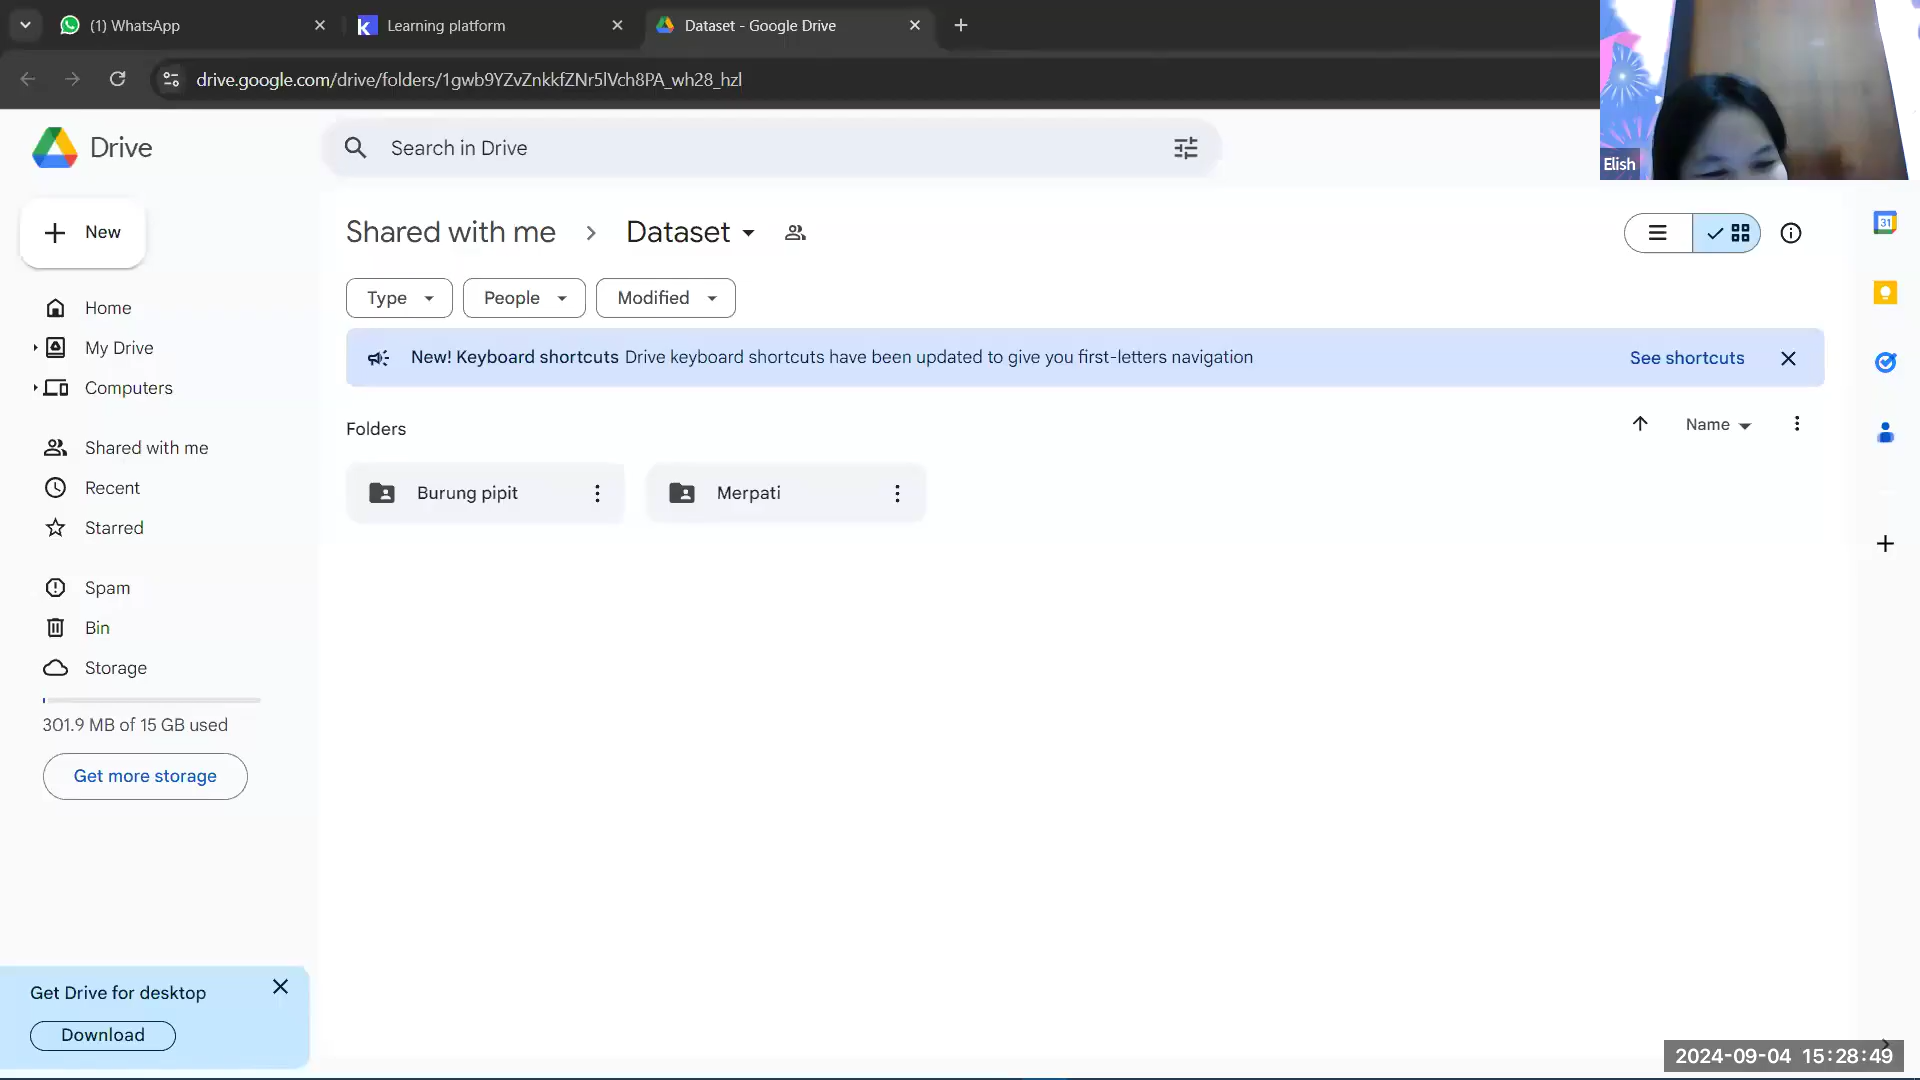 (1) WhatsApp
Learning platform
Dataset - Google Drive
drive.google.com/drive/folders/1gwb9YZvZnkkfZNr5lVch8PA_wh28_hzl
Elish
Drive
Search in Drive
New
Shared with me
Dataset
31
Type
People
Modified
Home
My Drive
Computers
New! Keyboard shortcuts Drive keyboard shortcuts have been updated to give you first-letters navigation
See shortcuts
Folders
Name
Shared with me
Recent
Starred
Burung pipit
Merpati
Spam
Bin
Storage
301.9 MB of 15 GB used
Get more storage
Get Drive for desktop
Download
2024-09-04 15:28:49